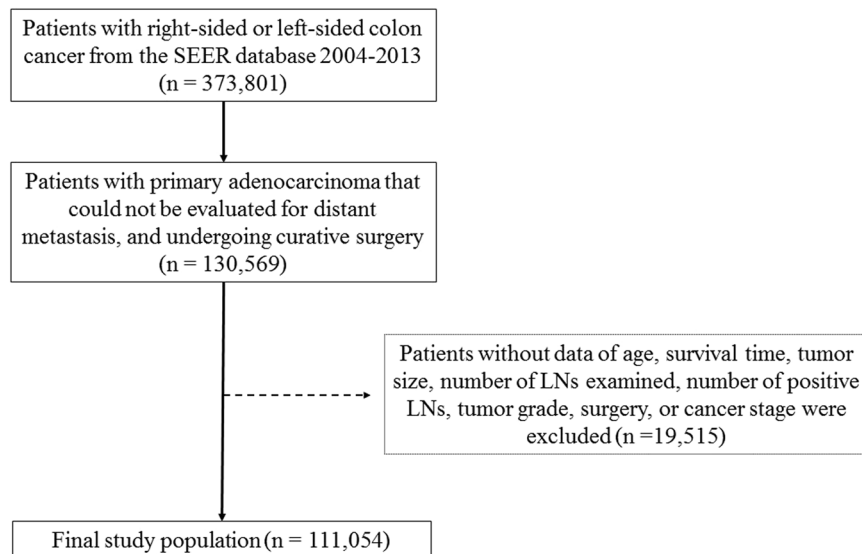 Patients with right-sided or left-sided colon
cancer from the SEER database 2004-2013
(n = 373,801)
Patients with primary adenocarcinoma that
could not be evaluated for distant
metastasis, and undergoing curative surgery
(n = 130,569)
Patients without data of age, survival time, tumor
size, number of LNs examined, number of positive
LNs, tumor grade, surgery, or cancer stage were
excluded (n =19,515)
Final study population (n = 111,054)